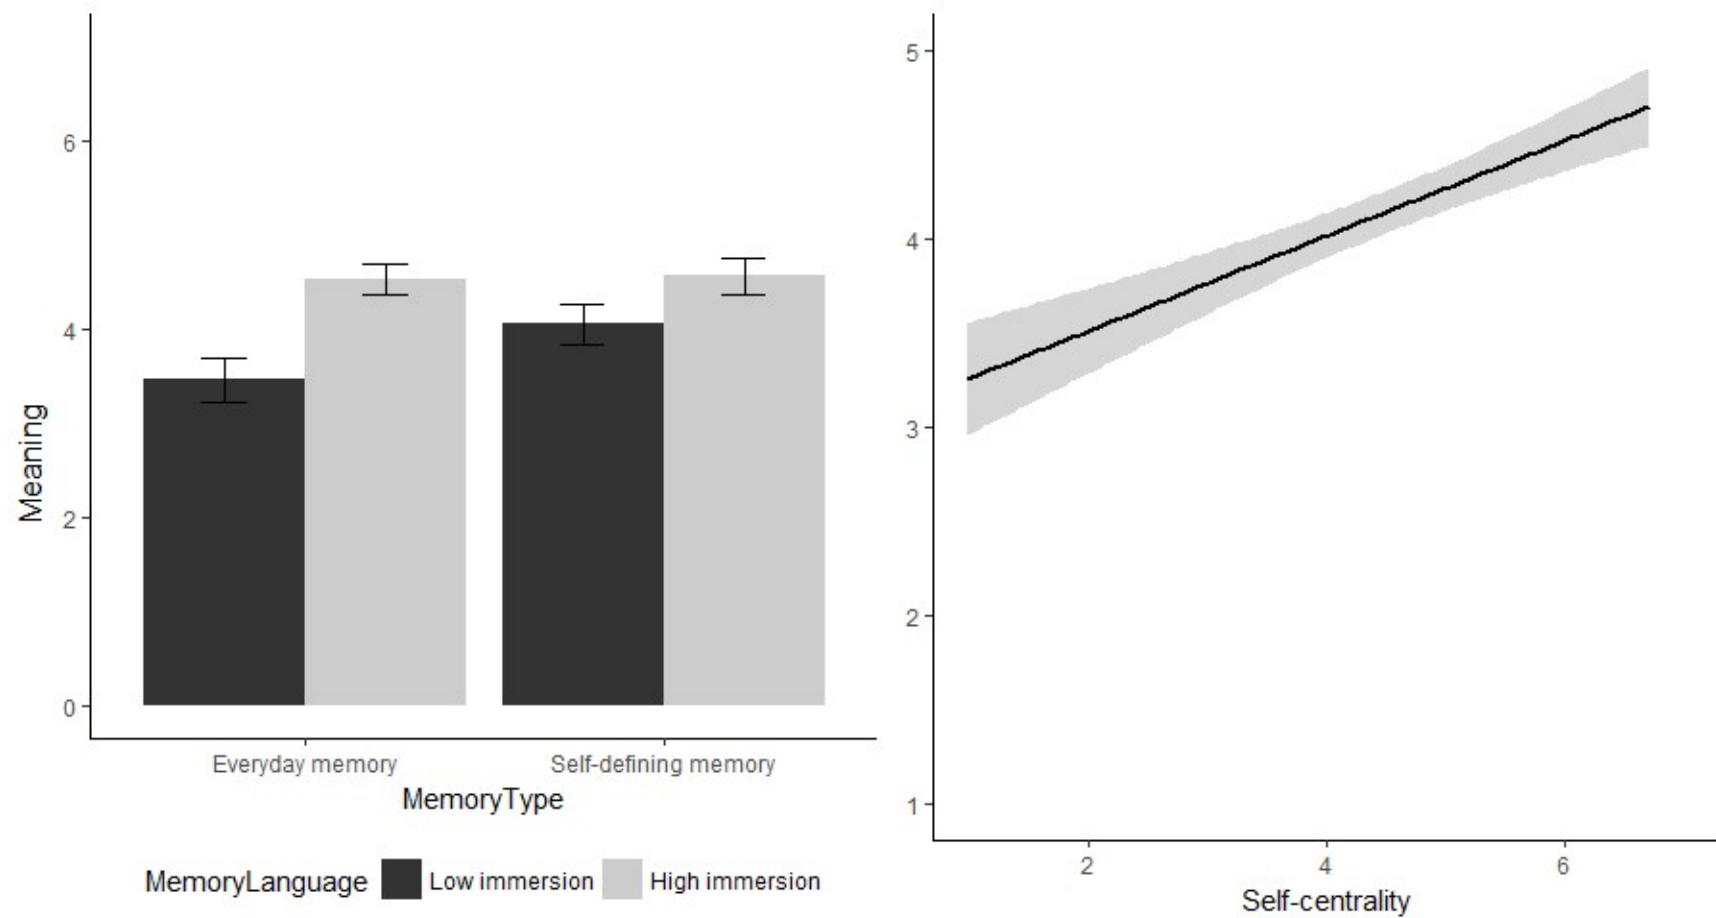 Meaning
6
4
2
0
Everyday memory Self-defining memory
MemoryType
MemoryLanguage Low immersion High immersion
5
4
3
2
1
2 4 6
Self-centrality